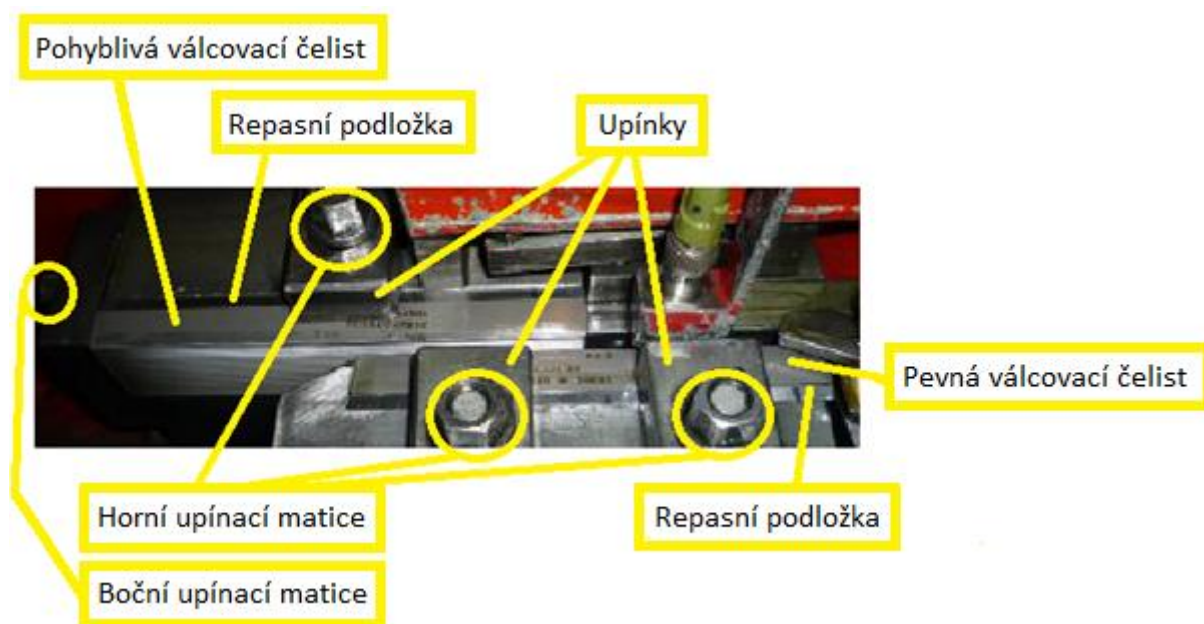 Pohyblivá válcovací čelist
Repasní podložka
Upínky
Pevná válcovací čelist
Horní upínací matice
Repasní podložka
Boční upínací matice